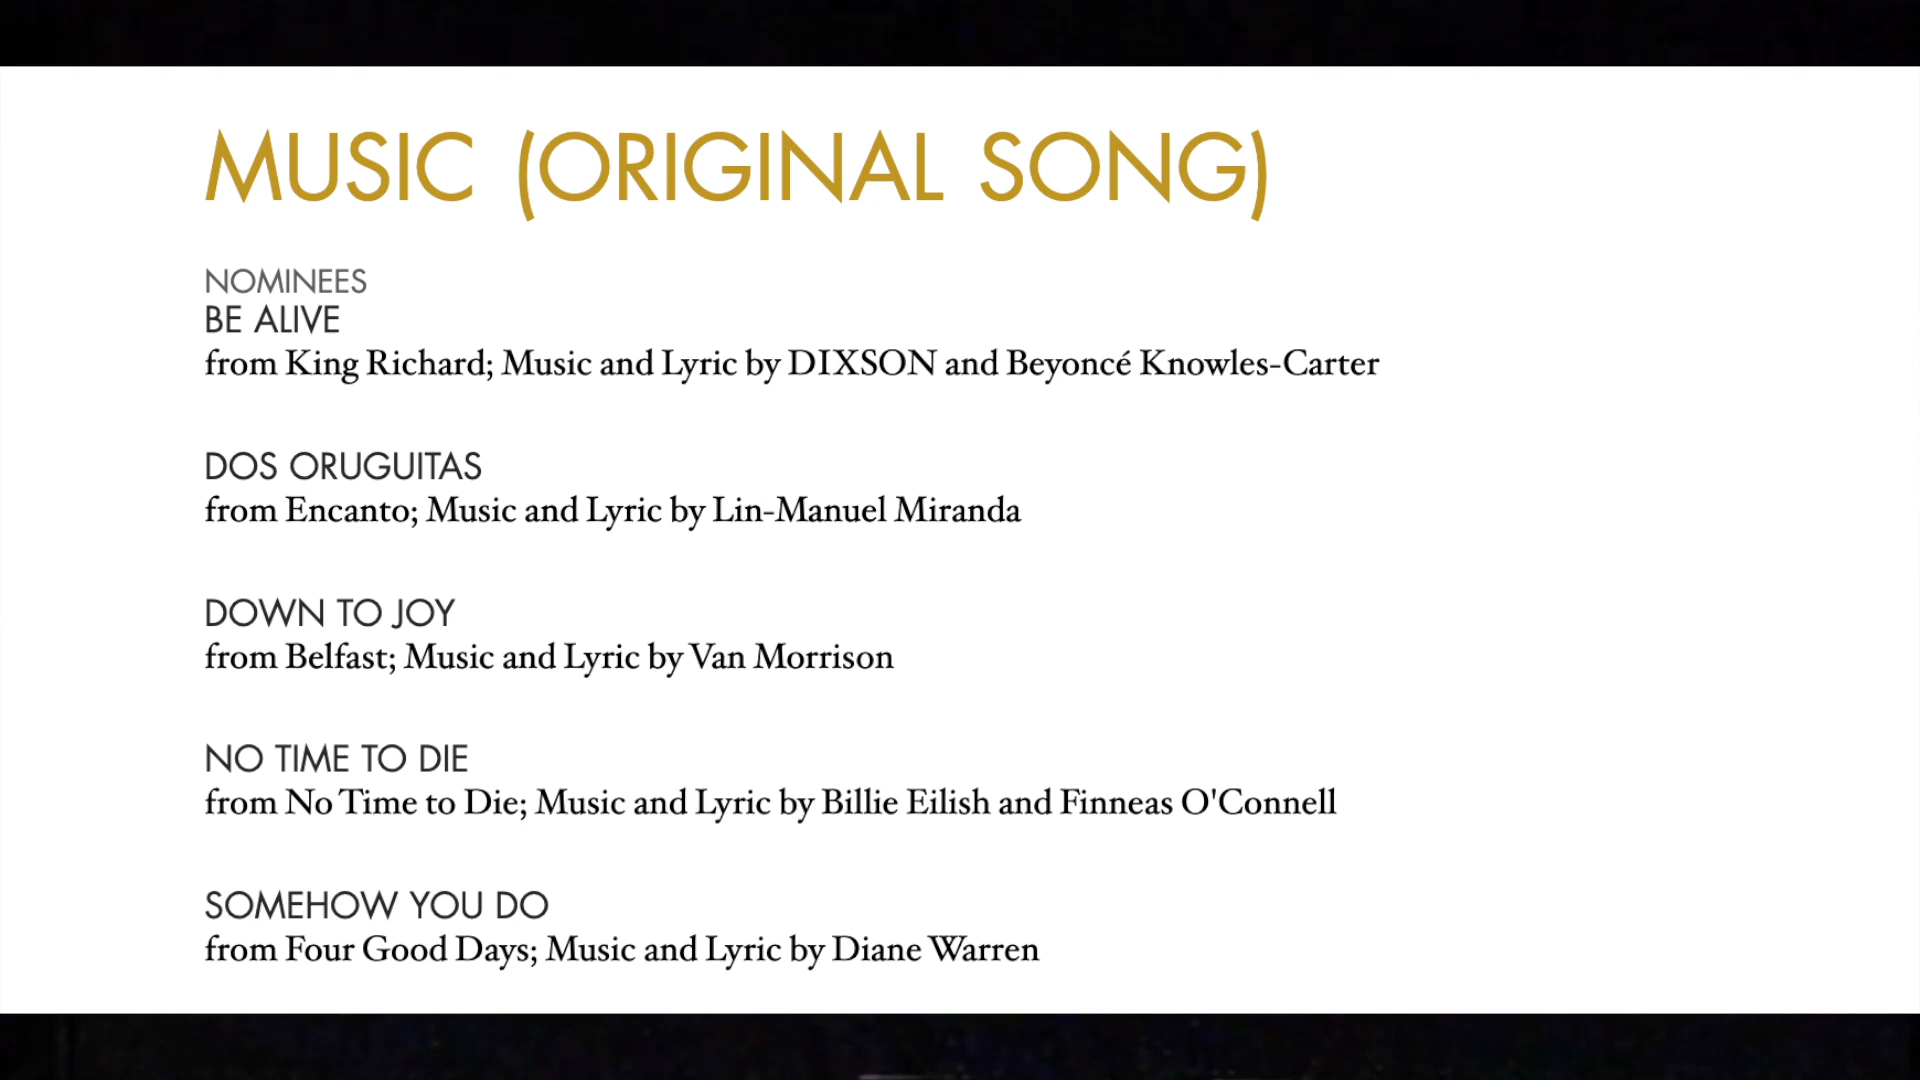 MUSIC (ORIGINAL SONG)
NOMINEES
BE ALIVE
from King Richard; Music and Lyric by DIXSON and Beyoncé Knowles-Carter
DOS ORUGUITAS
from Encanto; Music and Lyric by Lin-Manuel Miranda
DOWN TO JOY
from Belfast; Music and Lyric by Van Morrison
NO TIME TO DIE
from No Time to Die; Music and Lyric by Billie Eilish and Finneas O'Connell
SOMEHOW YOU DO
from Four Good Days; Music and Lyric by Diane Warren